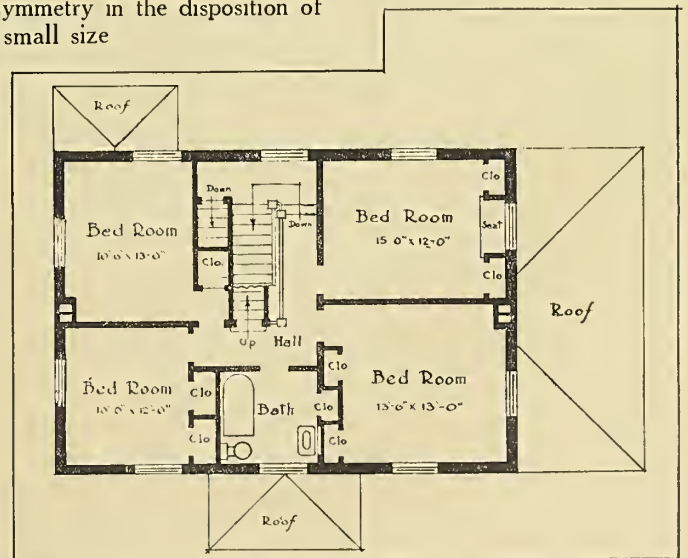 ymmetry in the disposition of
small size
Roof
Clo
Down
Bed Room
10'-6" x 13'-0"
Down
Bed Room
15'-0" x 12'-0"
Seat
Clo
Clo
Roof
Up
Hall
Clo
Bed Room
10'-6" x 12'-0"
Clo
Bath
Clo
Bed Room
13'-6" x 13'-0"
Clo
Clo
Roof